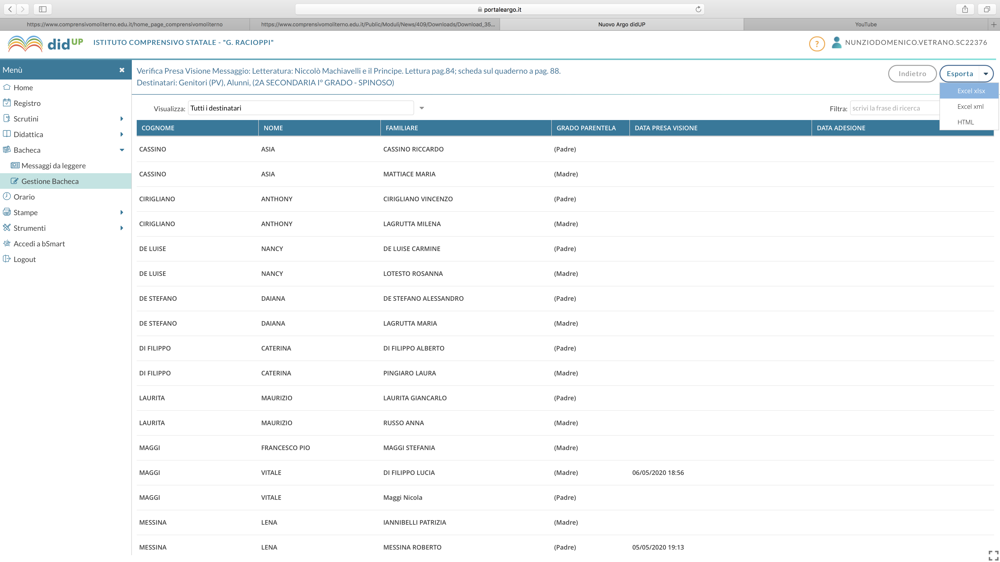 portaleargo.it
https://www.comprensivomoliterno.edu.it/home_page_comprensivomoliterno
https://www.comprensivomoliterno.edu.it/Public/Moduli/News/409/Downloads/Download_35...
Nuovo Argo didUP
YouTube
didUP
ISTITUTO COMPRENSIVO STATALE - "G. RACIOPPI"
?
NUNZIODOMENICO.VETRANO.SC22376
Menù
Home
Registro
Scrutini
Didattica
Bacheca
Messaggi da leggere
Gestione Bacheca
Orario
Stampe
Strumenti
Accedi a bSmart
Logout
Verifica Presa Visione Messaggio: Letteratura: Niccolò Machiavelli e il Principe. Lettura pag.84; scheda sul quaderno a pag. 88.
Destinatari: Genitori (PV), Alunni, (2A SECONDARIA I° GRADO - SPINOSO)
Indietro
Esporta
Excel xlsx
Excel xml
HTML
Visualizza: Tutti i destinatari
Filtra: scrivi la frase di ricerca
COGNOME NOME FAMILIARE GRADO PARENTELA DATA PRESA VISIONE DATA ADESIONE
CASSINO ASIA CASSINO RICCARDO (Padre)
CASSINO ASIA MATTIACE MARIA (Madre)
CIRIGLIANO ANTHONY CIRIGLIANO VINCENZO (Padre)
CIRIGLIANO ANTHONY LAGRUTTA MILENA (Madre)
DE LUISE NANCY DE LUISE CARMINE (Padre)
DE LUISE NANCY LOTESTO ROSANNA (Madre)
DE STEFANO DAIANA DE STEFANO ALESSANDRO (Padre)
DE STEFANO DAIANA LAGRUTTA MARIA (Madre)
DI FILIPPO CATERINA DI FILIPPO ALBERTO (Padre)
DI FILIPPO CATERINA PINGIARO LAURA (Madre)
LAURITA MAURIZIO LAURITA GIANCARLO (Padre)
LAURITA MAURIZIO RUSSO ANNA (Madre)
MAGGI FRANCESCO PIO MAGGI STEFANIA (Madre)
MAGGI VITALE DI FILIPPO LUCIA (Madre) 06/05/2020 18:56
MAGGI VITALE Maggi Nicola (Padre)
MESSINA LENA IANNIBELLI PATRIZIA (Madre)
MESSINA LENA MESSINA ROBERTO (Padre) 05/05/2020 19:13